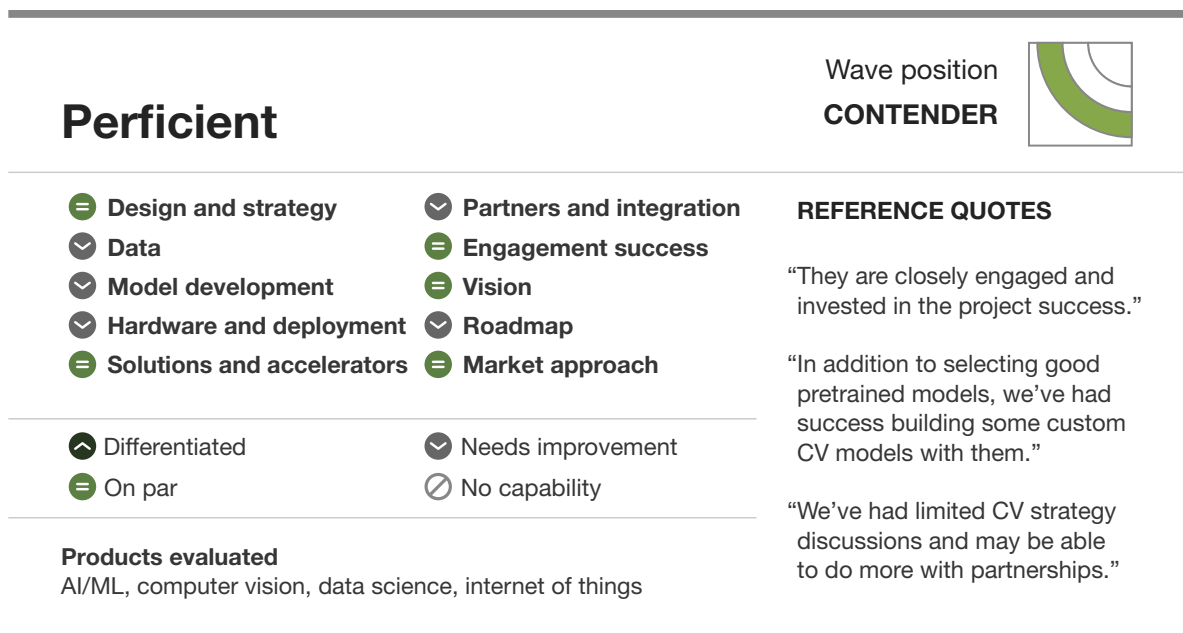 Wave position
CONTENDER
Perficient
Design and strategy
Data
Model development
Hardware and deployment
Solutions and accelerators
Partners and integration
Engagement success
Vision
Roadmap
Market approach
Differentiated
On par
Needs improvement
No capability
Products evaluated
AI/ML, computer vision, data science, internet of things
REFERENCE QUOTES
“They are closely engaged and
invested in the project success.”
“In addition to selecting good
pretrained models, we’ve had
success building some custom
CV models with them.”
“We’ve had limited CV strategy
discussions and may be able
to do more with partnerships.”